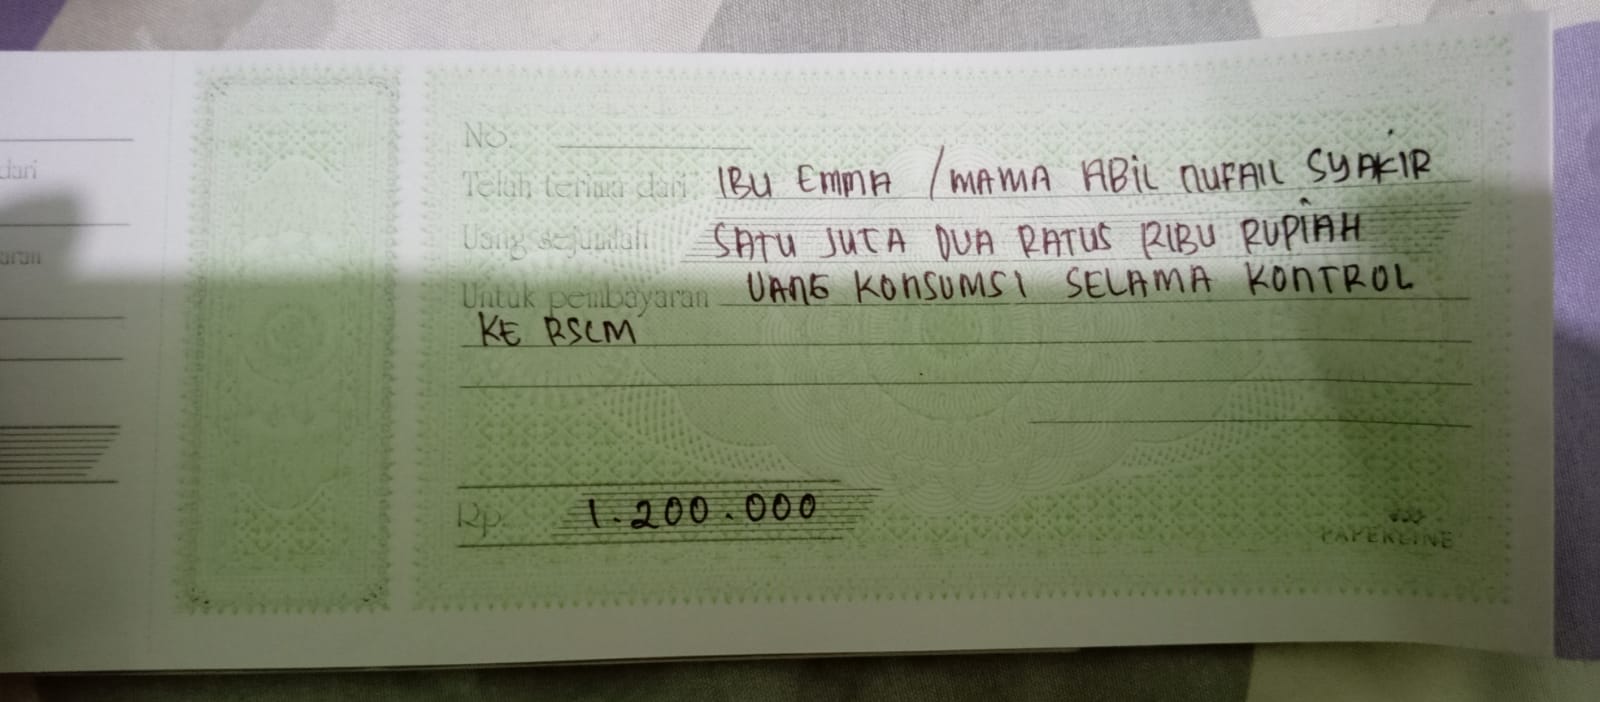 dari
aran
No.
Telah terima dari IBU EMMA / MAMA ABIL NUFAIL SYAKIR
Uang sejumlah SATU JUTA DUA RATUS RIBU RUPIAH
Untuk pembayaran UANG KONSUMSI SELAMA KONTROL
KE RSCM
Rp. 1.200.000
PAPERLINE